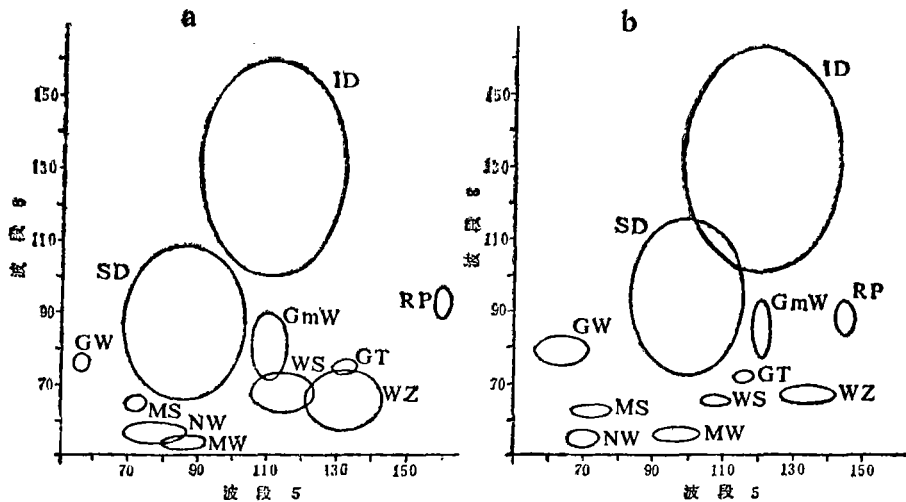 a
ID
SD
GmW
RP
GW
WS
GT
WZ
MS
NW
MW
150
130
110
90
70
波段 6
70 90 110 130 150
波 段 5
b
ID
SD
GmW
RP
GW
GT
WS
WZ
MS
NW
MW
150
130
110
90
70
波段 6
70 90 110 130 150
波 段 5